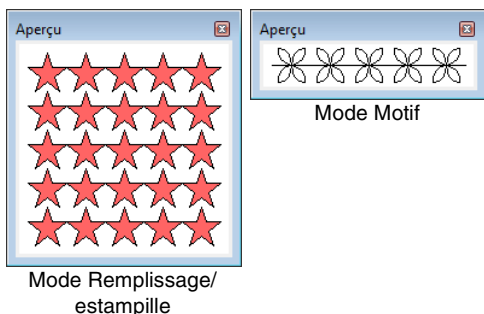 Aperçu
Mode Remplissage/
estampille
Aperçu
Mode Motif